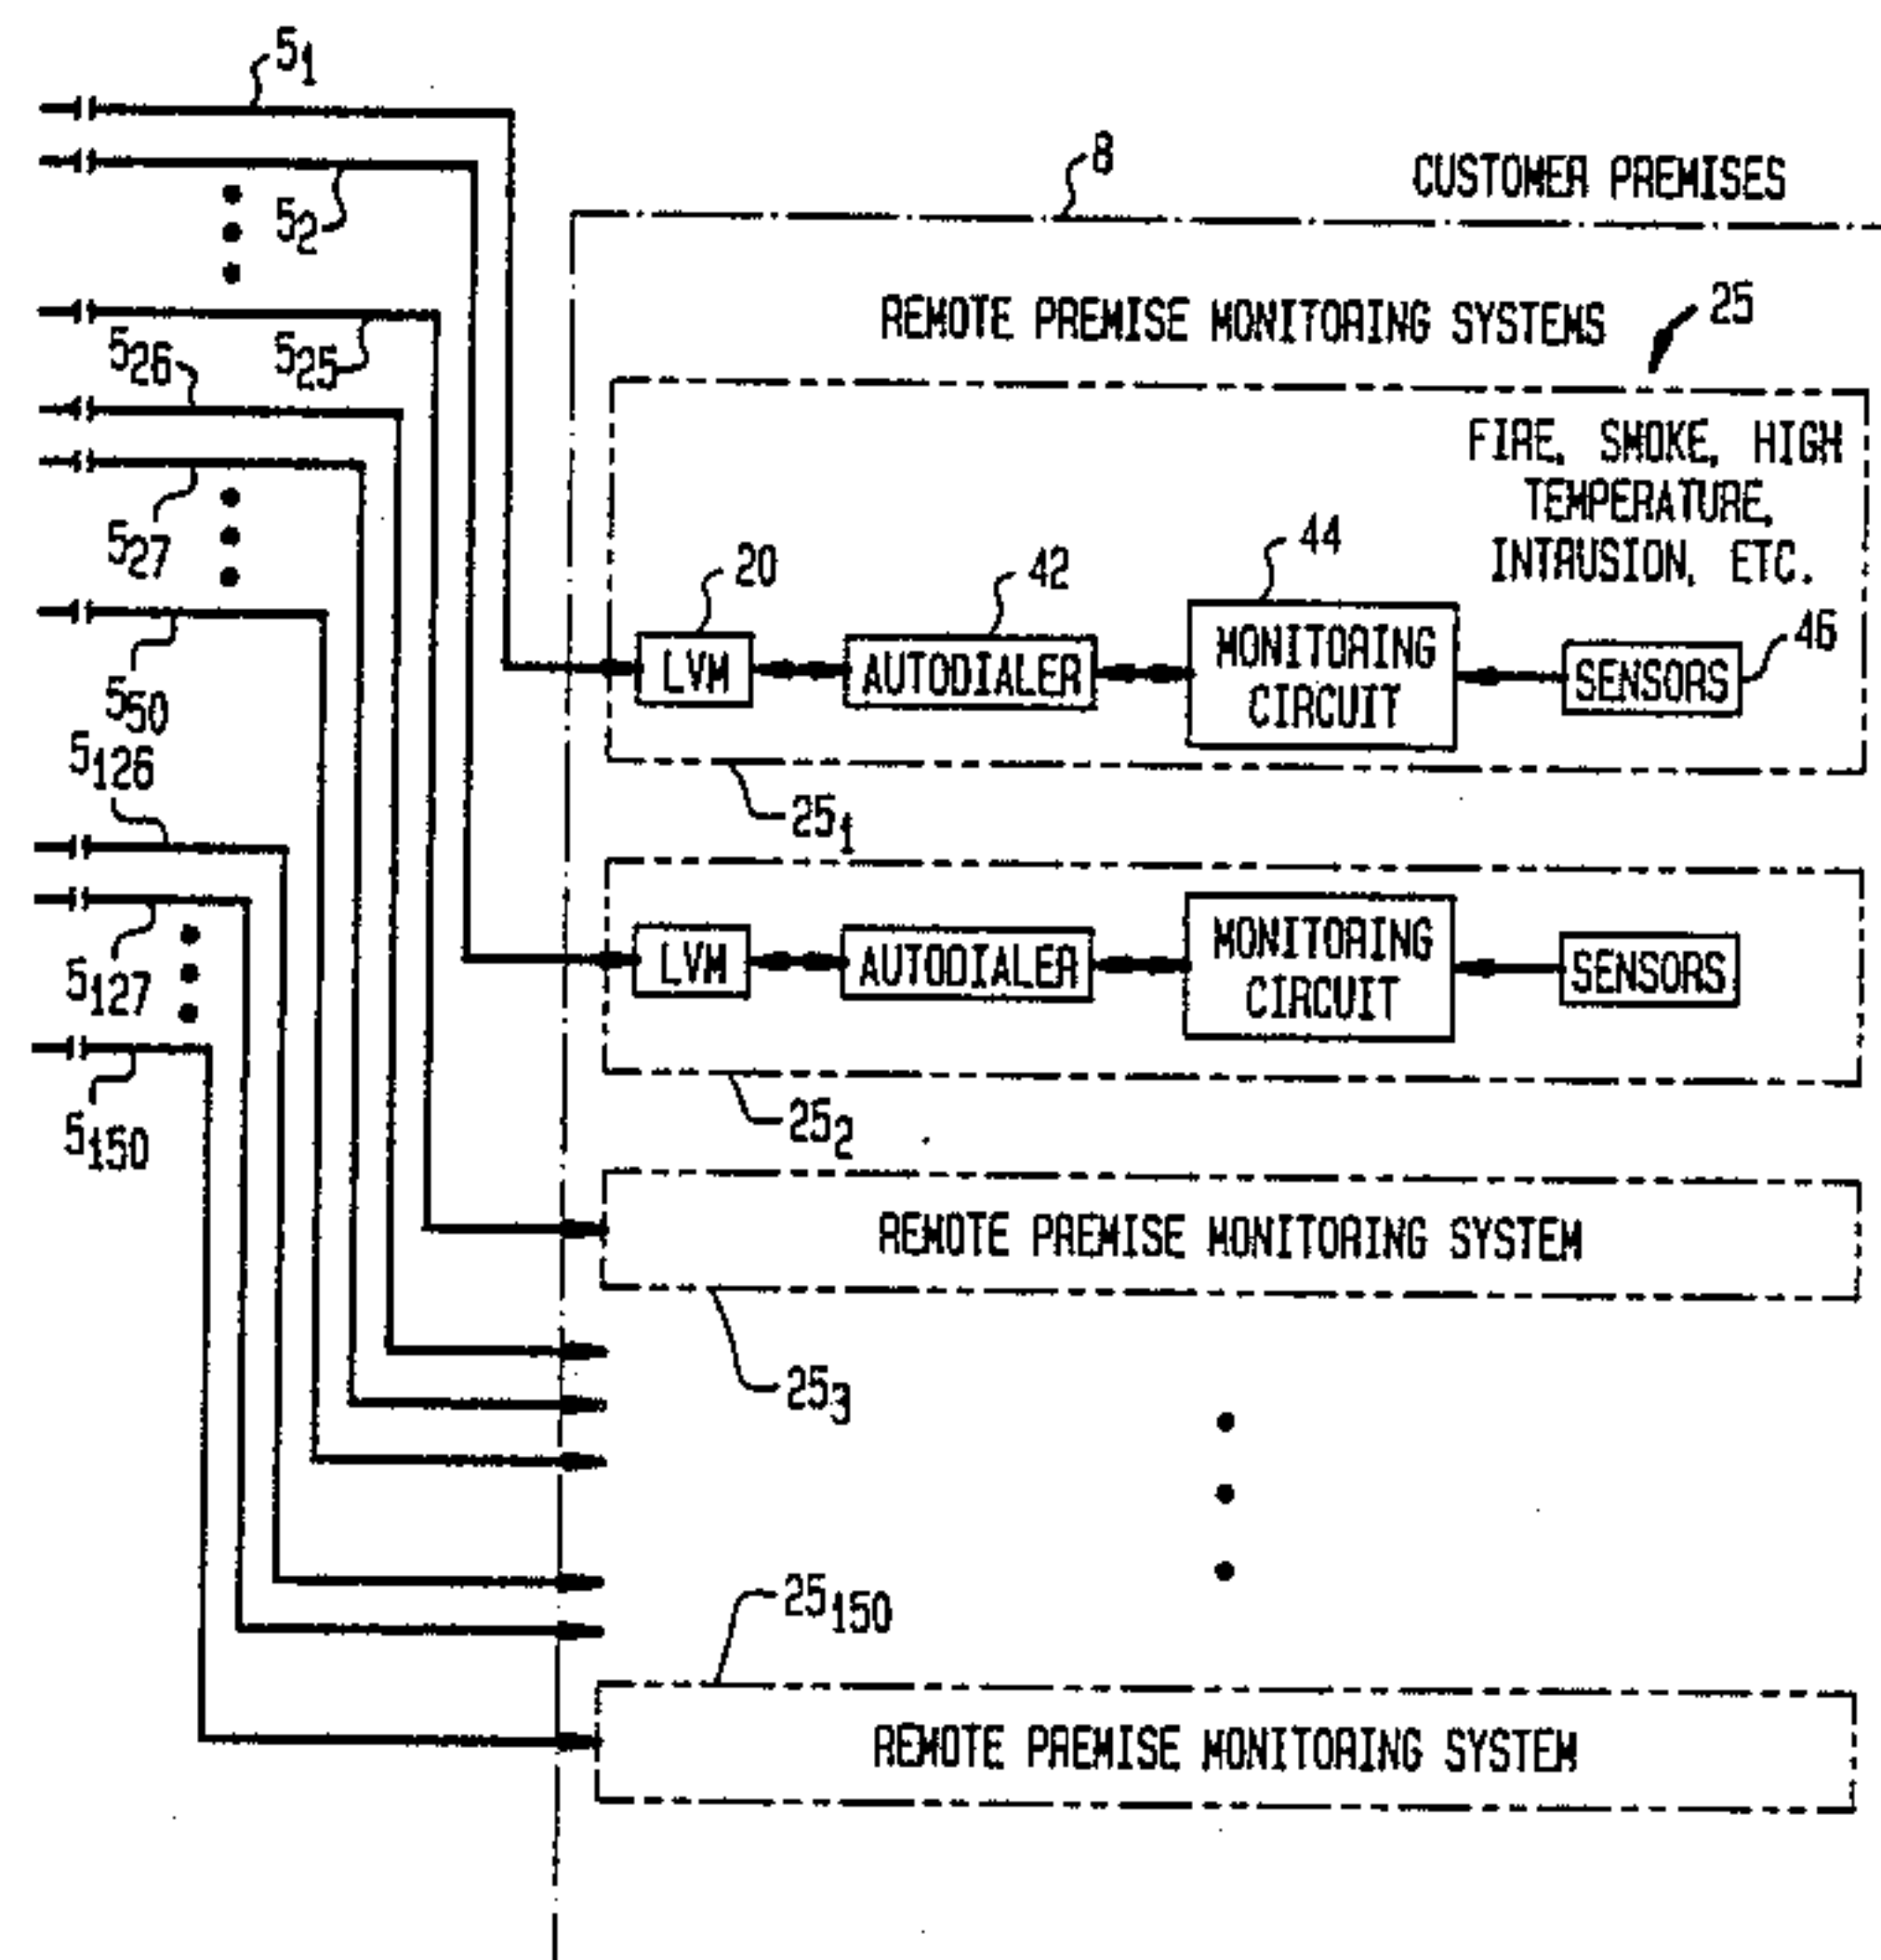 5₁
8
CUSTOMER PREMISES
5₂
REMOTE PREMISE MONITORING SYSTEMS
25
5₂₆
5₂₅
FIRE, SMOKE, HIGH
TEMPERATURE,
INTRUSION, ETC.
5₂₇
20
42
44
46
LVM
AUTODIALER
MONITORING
CIRCUIT
SENSORS
5₅₀
5₁₂₆
25₁
5₁₂₇
LVM
AUTODIALER
MONITORING
CIRCUIT
SENSORS
5₁₅₀
25₂
REMOTE PREMISE MONITORING SYSTEM
25₃
25₁₅₀
REMOTE PREMISE MONITORING SYSTEM